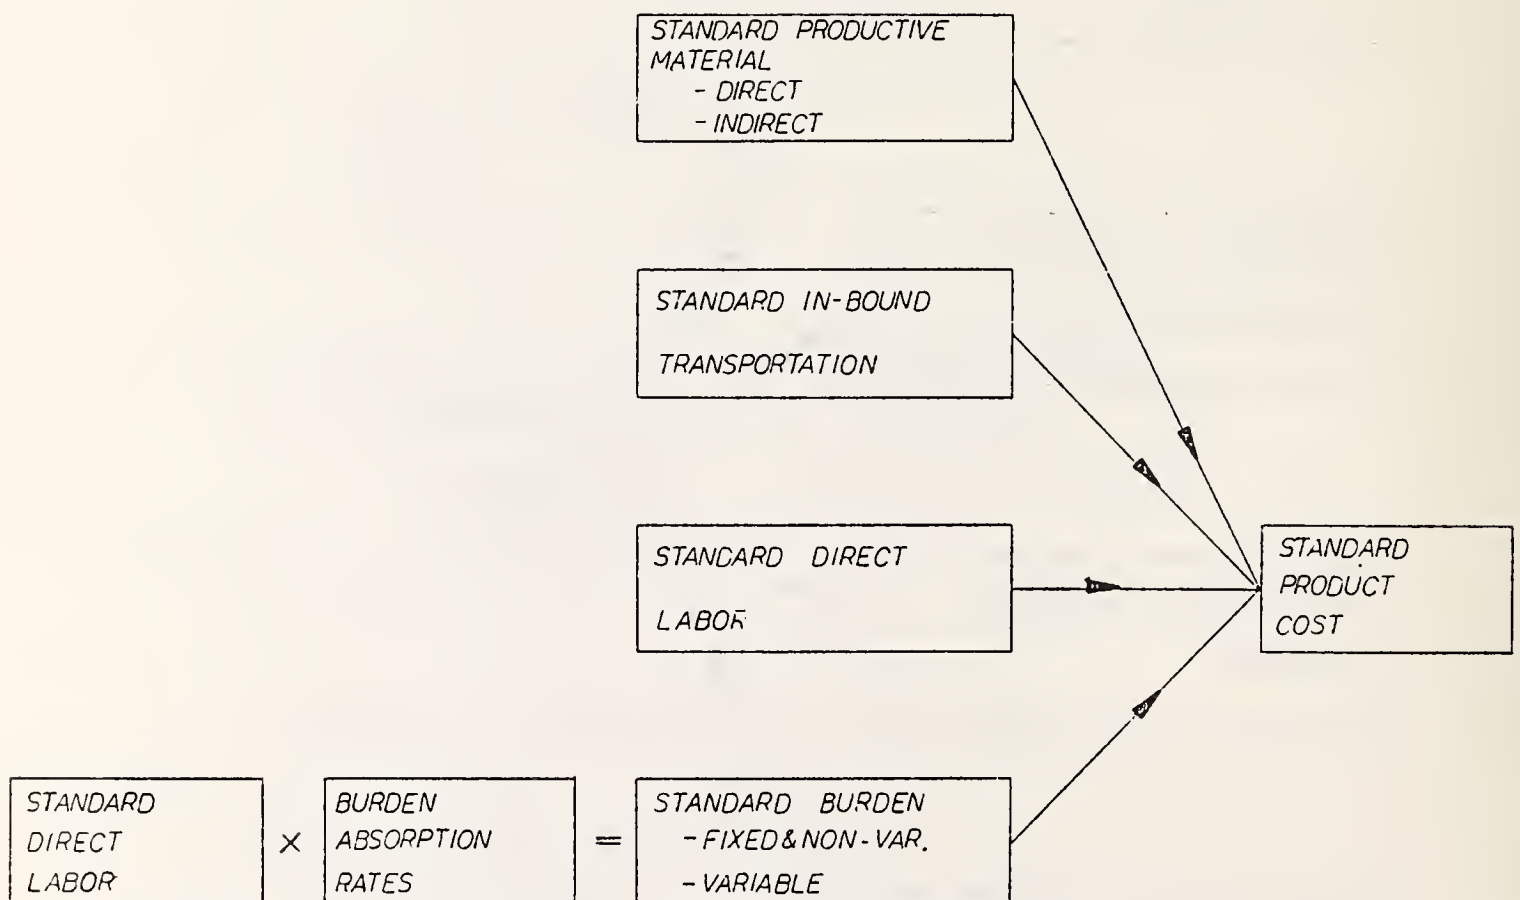 STANDARD PRODUCTIVE
MATERIAL
- DIRECT
- INDIRECT
STANDARD IN-BOUND
TRANSPORTATION
STANDARD DIRECT
LABOR
STANDARD
PRODUCT
COST
STANDARD
DIRECT
LABOR
×
BURDEN
ABSORPTION
RATES
=
STANDARD BURDEN
- FIXED & NON-VAR.
- VARIABLE